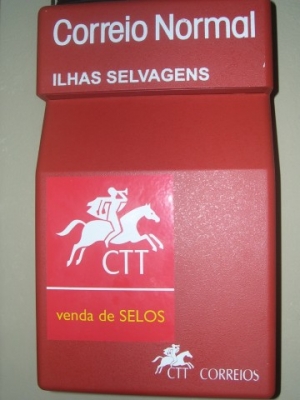 Correio Normal
ILHAS SELVAGENS
CTT
venda de SELOS
CTT CORREIOS